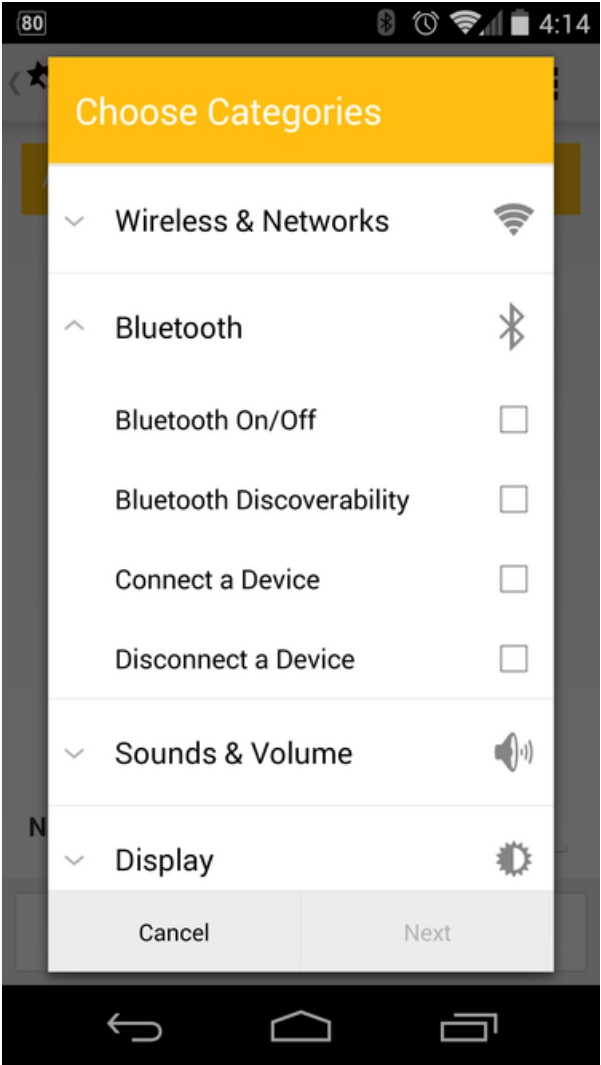 80
4:14
Choose Categories
Wireless & Networks
Bluetooth
Bluetooth On/Off
Bluetooth Discoverability
Connect a Device
Disconnect a Device
Sounds & Volume
N
Display
Cancel
Next